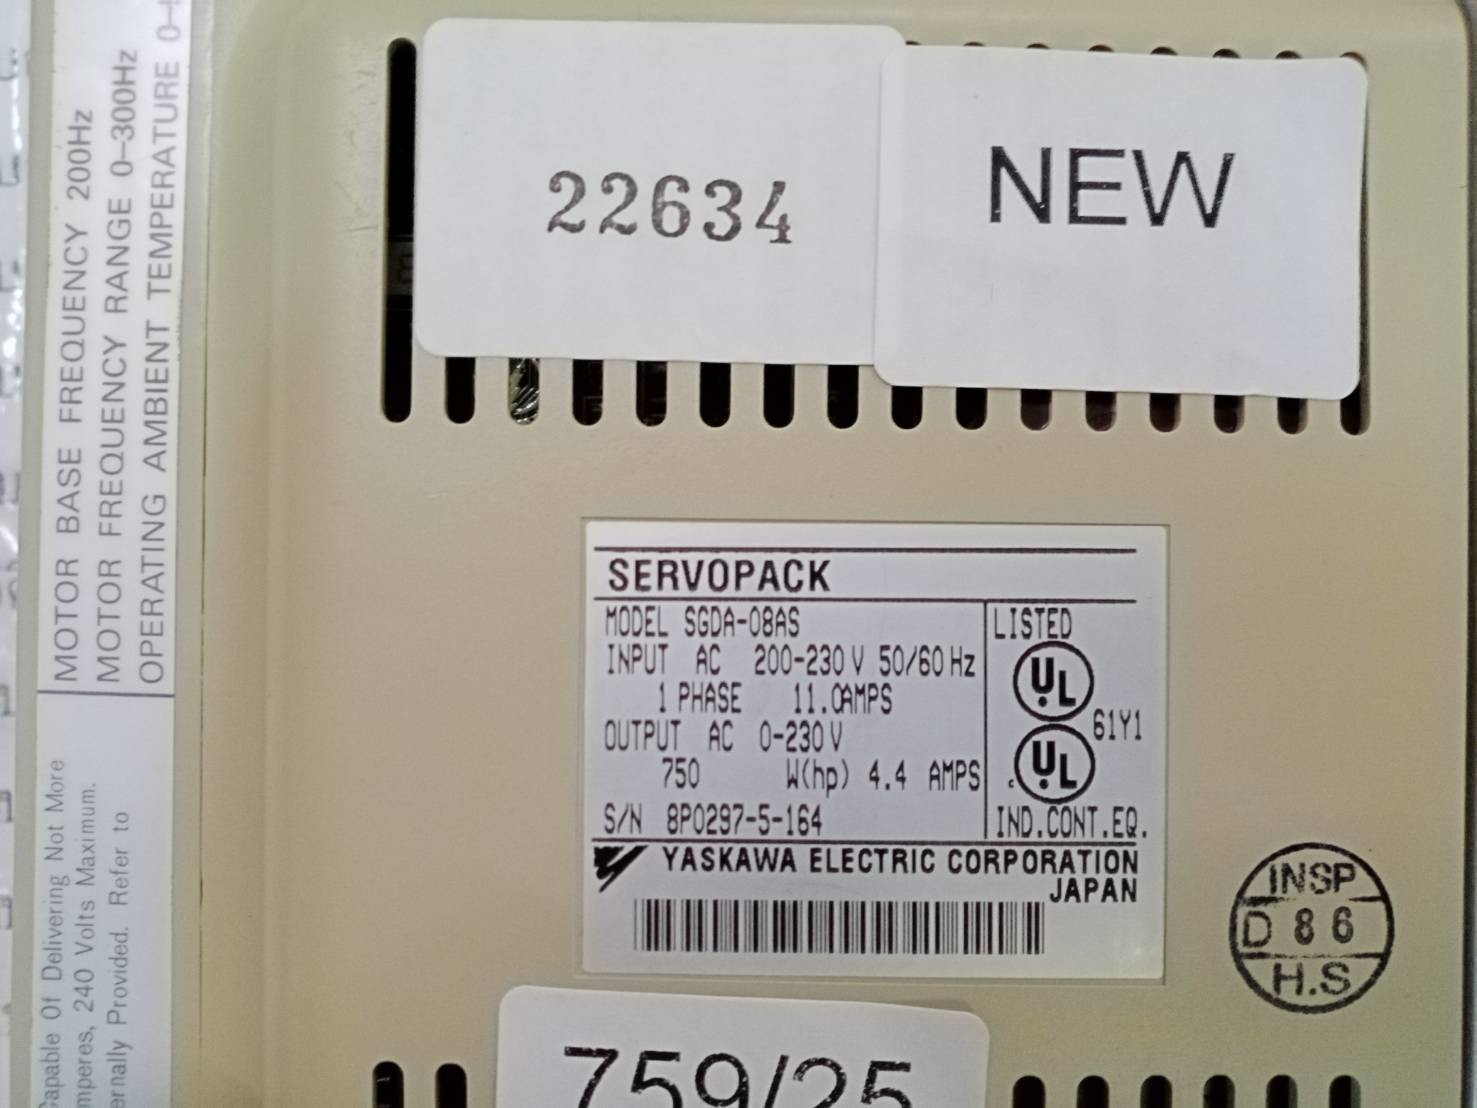 22634
NEW
MOTOR BASE FREQUENCY 200Hz
MOTOR FREQUENCY RANGE 0–300Hz
OPERATING AMBIENT TEMPERATURE
Capable Of Delivering Not More
240 Volts Maximum.
Provided. Refer to
SERVOPACK
MODEL SGDA-08AS
INPUT AC 200-230 V 50/60 Hz
1 PHASE 11.0AMPS
OUTPUT AC 0-230 V
750 W(hp) 4.4 AMPS
S/N 8P0297-5-164
LISTED
UL
61Y1
c UL
IND.CONT.EQ.
YASKAWA ELECTRIC CORPORATION
JAPAN
INSP
D 86
H.S
759/25